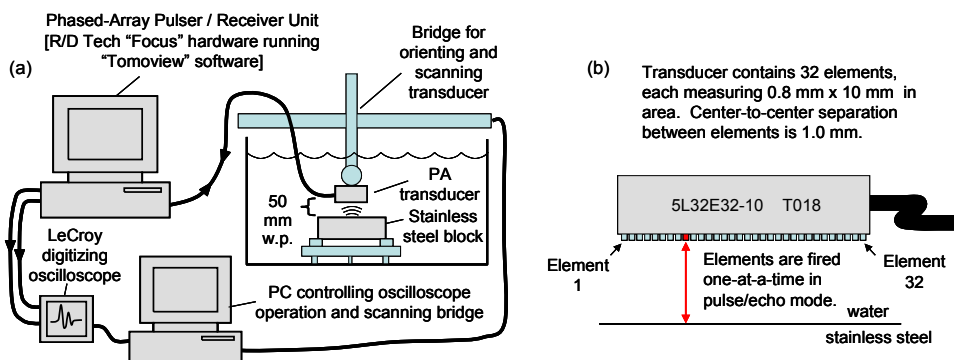 Phased-Array Pulser / Receiver Unit
[R/D Tech “Focus” hardware running
“Tomoview” software]
(a)
Bridge for
orienting and
scanning
transducer
PA
transducer
50
mm
w.p.
Stainless
steel block
LeCroy
digitizing
oscilloscope
PC controlling oscilloscope
operation and scanning bridge
(b)
Transducer contains 32 elements,
each measuring 0.8 mm x 10 mm in
area. Center-to-center separation
between elements is 1.0 mm.
5L32E32-10 T018
Element
1
Elements are fired
one-at-a-time in
pulse/echo mode.
Element
32
water
stainless steel